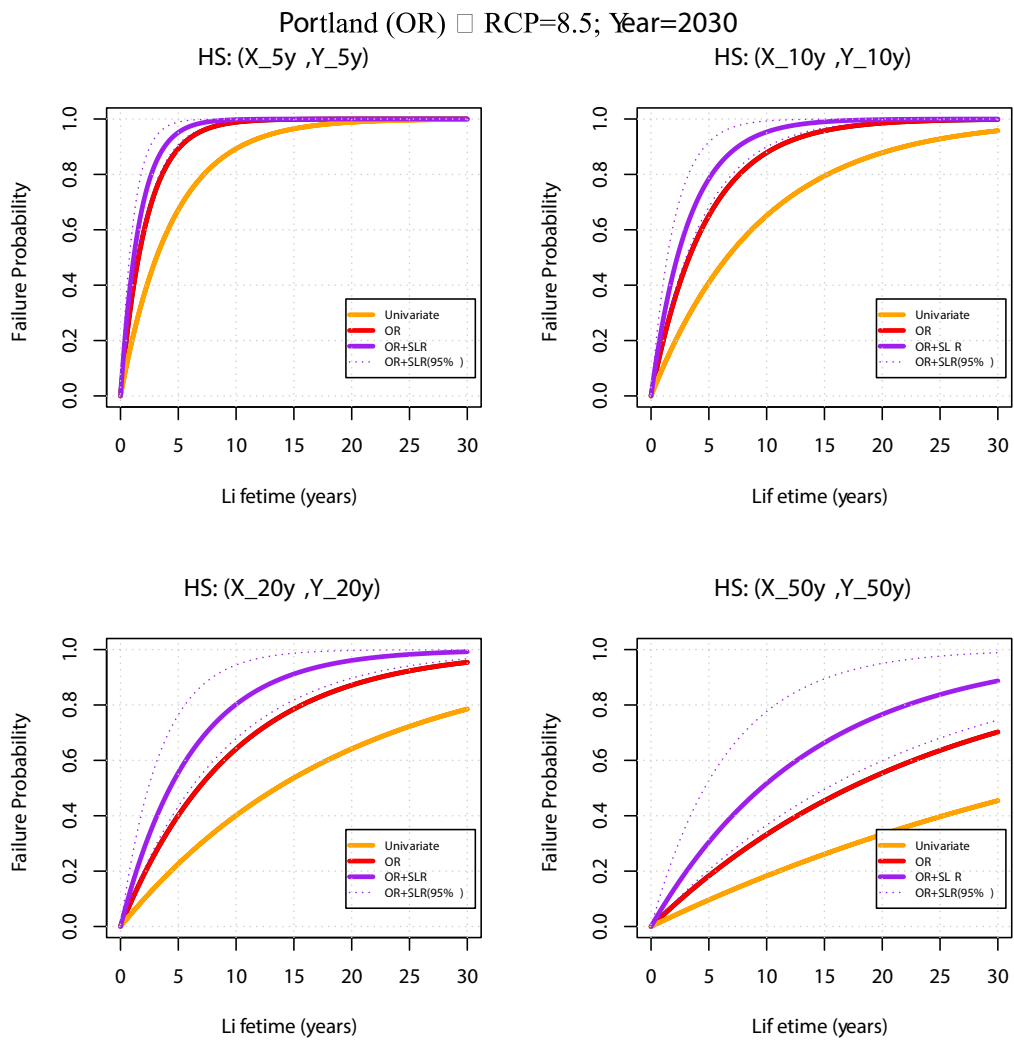 Portland (OR) □ RCP=8.5; Year=2030
HS: (X_5y ,Y_5y)
Failure Probability
1.0
0.8
0.6
0.4
0.2
0.0
Univariate
OR
OR+SLR
OR+SLR(95% )
0 5 10 15 20 25 30
Li fetime (years)
HS: (X_10y ,Y_10y)
Failure Probability
1.0
0.8
0.6
0.4
0.2
0.0
Univariate
OR
OR+SL R
OR+SLR(95% )
0 5 10 15 20 25 30
Lif etime (years)
HS: (X_20y ,Y_20y)
Failure Probability
1.0
0.8
0.6
0.4
0.2
0.0
Univariate
OR
OR+SLR
OR+SLR(95% )
0 5 10 15 20 25 30
Li fetime (years)
HS: (X_50y ,Y_50y)
Failure Probability
1.0
0.8
0.6
0.4
0.2
0.0
Univariate
OR
OR+SL R
OR+SLR(95% )
0 5 10 15 20 25 30
Lif etime (years)